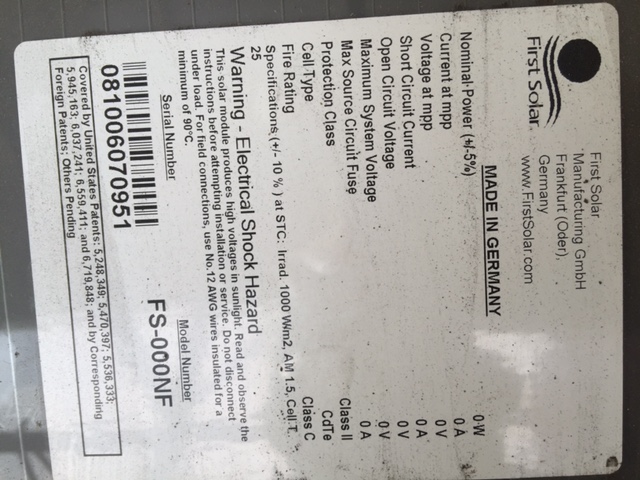 First Solar.
First Solar
Manufacturing GmbH
Frankfurt (Oder),
Germany
www.FirstSolar.com
MADE IN GERMANY
Nominal Power (+/-5%) 0 W
Current at mpp 0 A
Voltage at mpp 0 V
Short Circuit Current 0 A
Open Circuit Voltage 0 V
Maximum System Voltage 0 V
Max Source Circuit Fuse 0 A
Protection Class Class II
Cell Type CdTe
Fire Rating Class C
Specifications (+/- 10 % ) at STC: Irrad. 1000 W/m2, AM 1.5, Cell T.
25
Warning - Electrical Shock Hazard
This solar module produces high voltages in sunlight. Read and observe the
instructions before attempting installation or service. Do not disconnect
under load. For field connections, use No.12 AWG wires insulated for a
minimum of 90°C.
Serial Number Model Number
081006070951 FS-000NF
Covered by United States Patents: 5,248,349; 5,470,397; 5,536,333;
5,945,163; 6,037,241; 6,559,411; and 6,719,848; and by Corresponding
Foreign Patents; Others Pending